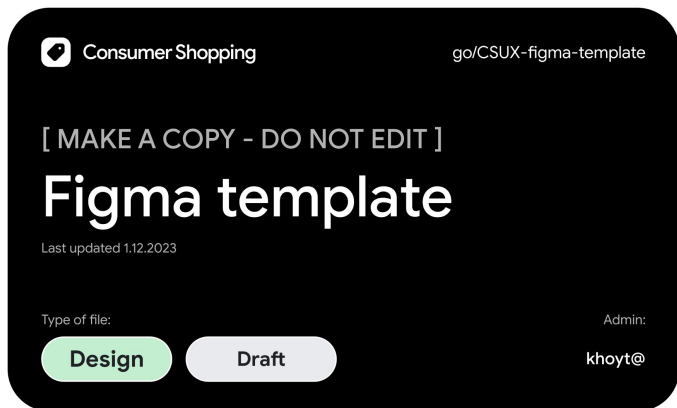 Consumer Shopping
go/CSUX-figma-template
[ MAKE A COPY - DO NOT EDIT ]
Figma template
Last updated 1.12.2023
Type of file:
Admin:
Design
Draft
khoyt@